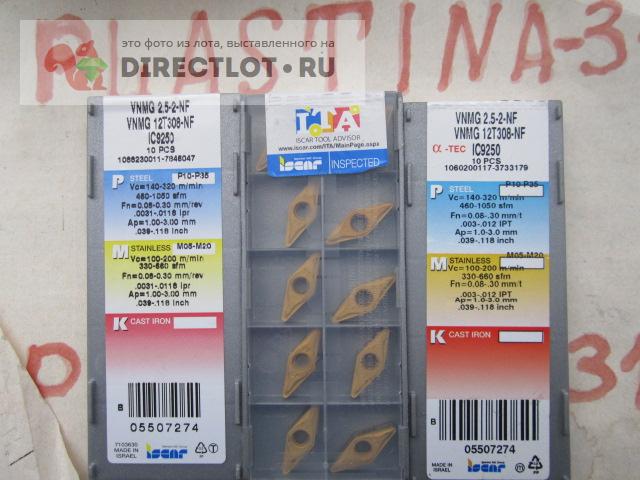 PLASTINA-3
это фото из лота, выставленного на
DIRECTLOT.RU
VNMG 2.5-2-NF
VNMG 12T308-NF
IC9250
10 PCS
1066230011-7846047
P P10-P35
STEEL
Vc=140-320 m/min
460-1050 sfm
Fn=0.08-0.30 mm/rev
.0031-.0118 ipr
Ap=1.00-3.00 mm
.039-.118 inch
M STAINLESS M05-M20
Vc=100-200 m/min
330-660 sfm
Fn=0.08-0.30 mm/rev
.0031-.0118 ipr
Ap=1.00-3.00 mm
.039-.118 inch
K CAST IRON
B
05507274
7103630
MADE IN
ISRAEL
iscar
PP
T
ITA
ISCAR TOOL ADVISOR
www.iscar.com/ITA/MainPage.aspx
iscar INSPECTED
VNMG 2.5-2-NF
VNMG 12T308-NF
α-TEC IC9250
10 PCS
1060200117-3733179
P P10-P35
STEEL
Vc=140-320 m/min
460-1050 sfm
Fn=0.08-.30 mm/t
.003-.012 IPT
Ap=1.0-3.0 mm
.039-.118 inch
M STAINLESS M05-M20
Vc=100-200 m/min
330-660 sfm
Fn=0.08-.30 mm/t
.003-.012 IPT
Ap=1.0-3.0 mm
.039-.118 inch
K CAST IRON
B
05507274
MADE IN
ISRAEL
iscar
PP